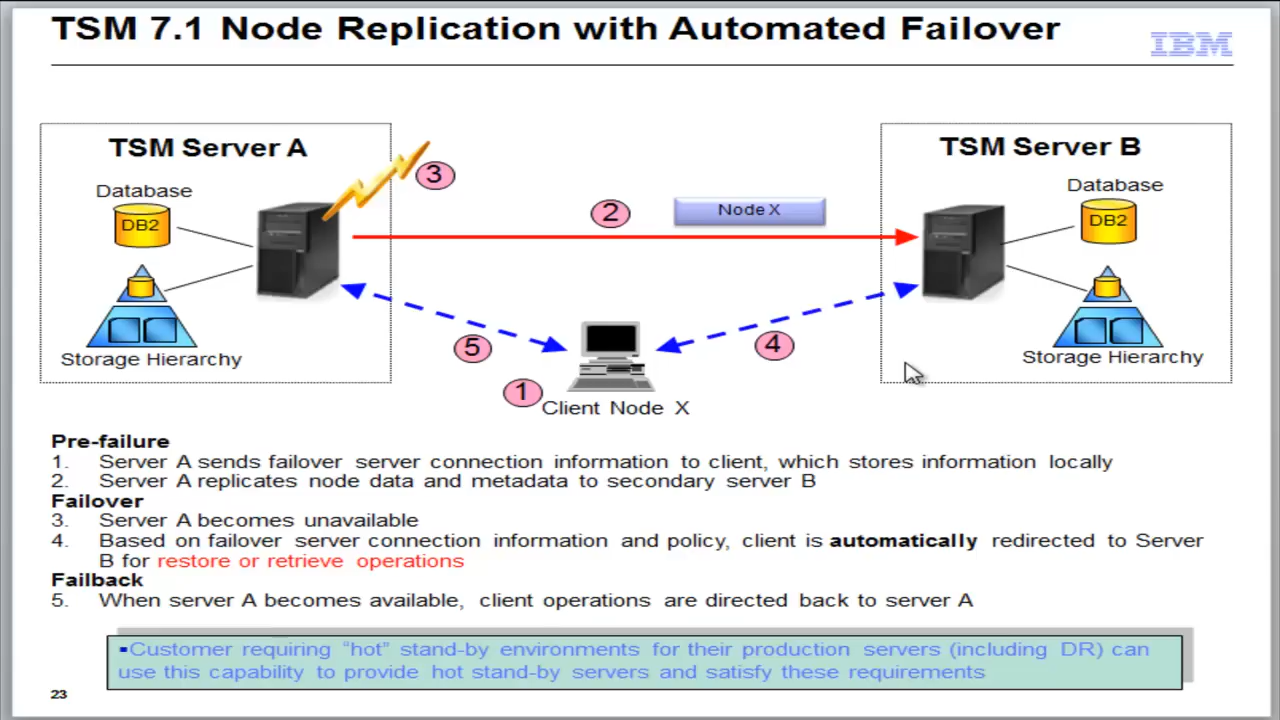 TSM 7.1 Node Replication with Automated Failover
IBM
TSM Server A
Database
DB2
Storage Hierarchy
3
2
Node X
TSM Server B
Database
DB2
Storage Hierarchy
5
4
1
Client Node X
Pre-failure
1. Server A sends failover server connection information to client, which stores information locally
2. Server A replicates node data and metadata to secondary server B
Failover
3. Server A becomes unavailable
4. Based on failover server connection information and policy, client is automatically redirected to Server
B for restore or retrieve operations
Failback
5. When server A becomes available, client operations are directed back to server A
▪Customer requiring “hot” stand-by environments for their production servers (including DR) can
use this capability to provide hot stand-by servers and satisfy these requirements
23